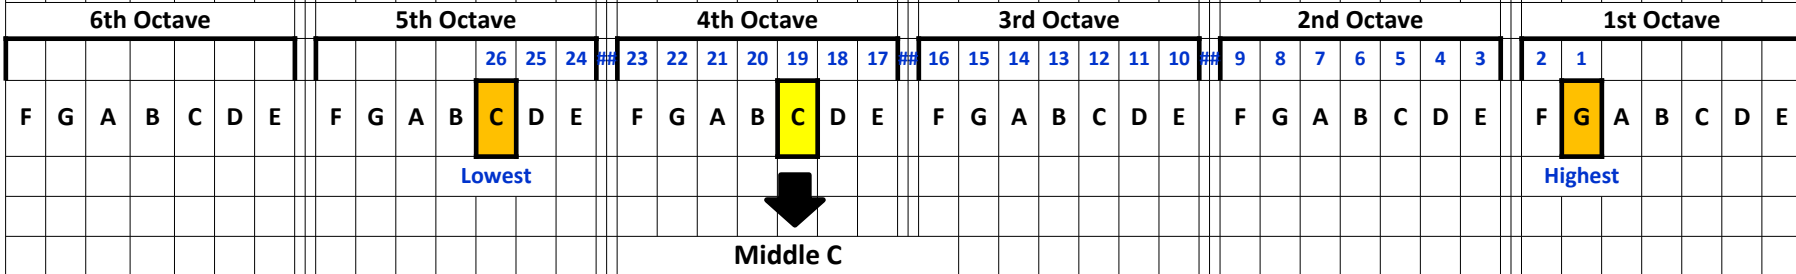 6th Octave 5th Octave 4th Octave 3rd Octave 2nd Octave 1st Octave
26 25 24 ## 23 22 21 20 19 18 17 ## 16 15 14 13 12 11 10 ## 9 8 7 6 5 4 3 2 1
F G A B C D E F G A B C D E F G A B C D E F G A B C D E F G A B C D E F G A B C D E
Lowest Highest
Middle C